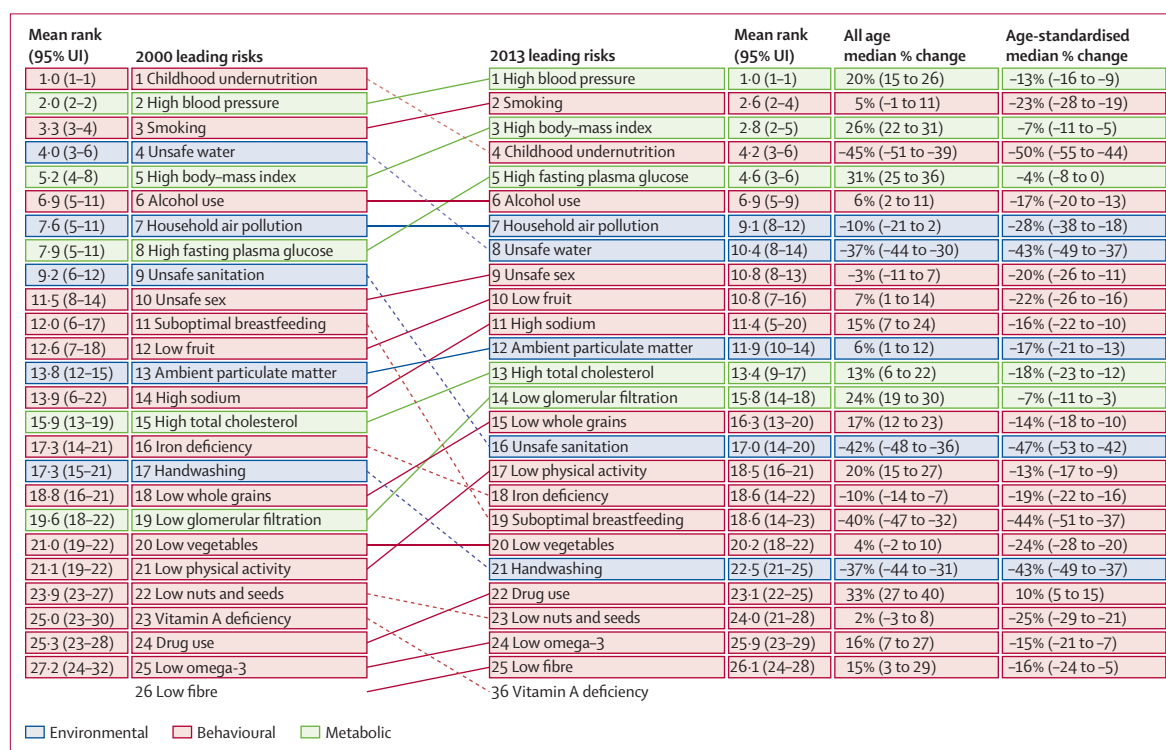 Mean rank (95% UI) 2000 leading risks 2013 leading risks Mean rank (95% UI) All age median % change Age-standardised median % change
1·0 (1–1) 1 Childhood undernutrition 1 High blood pressure 1·0 (1–1) 20% (15 to 26) –13% (–16 to –9)
2·0 (2–2) 2 High blood pressure 2 Smoking 2·6 (2–4) 5% (–1 to 11) –23% (–28 to –19)
3·3 (3–4) 3 Smoking 3 High body–mass index 2·8 (2–5) 26% (22 to 31) –7% (–11 to –5)
4·0 (3–6) 4 Unsafe water 4 Childhood undernutrition 4·2 (3–6) –45% (–51 to –39) –50% (–55 to –44)
5·2 (4–8) 5 High body–mass index 5 High fasting plasma glucose 4·6 (3–6) 31% (25 to 36) –4% (–8 to 0)
6·9 (5–11) 6 Alcohol use 6 Alcohol use 6·9 (5–9) 6% (2 to 11) –17% (–20 to –13)
7·6 (5–11) 7 Household air pollution 7 Household air pollution 9·1 (8–12) –10% (–21 to 2) –28% (–38 to –18)
7·9 (5–11) 8 High fasting plasma glucose 8 Unsafe water 10·4 (8–14) –37% (–44 to –30) –43% (–49 to –37)
9·2 (6–12) 9 Unsafe sanitation 9 Unsafe sex 10·8 (8–13) –3% (–11 to 7) –20% (–26 to –11)
11·5 (8–14) 10 Unsafe sex 10 Low fruit 10·8 (7–16) 7% (1 to 14) –22% (–26 to –16)
12·0 (6–17) 11 Suboptimal breastfeeding 11 High sodium 11·4 (5–20) 15% (7 to 24) –16% (–22 to –10)
12·6 (7–18) 12 Low fruit 12 Ambient particulate matter 11·9 (10–14) 6% (1 to 12) –17% (–21 to –13)
13·8 (12–15) 13 Ambient particulate matter 13 High total cholesterol 13·4 (9–17) 13% (6 to 22) –18% (–23 to –12)
13·9 (6–22) 14 High sodium 14 Low glomerular filtration 15·8 (14–18) 24% (19 to 30) –7% (–11 to –3)
15·9 (13–19) 15 High total cholesterol 15 Low whole grains 16·3 (13–20) 17% (12 to 23) –14% (–18 to –10)
17·3 (14–21) 16 Iron deficiency 16 Unsafe sanitation 17·0 (14–20) –42% (–48 to –36) –47% (–53 to –42)
17·3 (15–21) 17 Handwashing 17 Low physical activity 18·5 (16–21) 20% (15 to 27) –13% (–17 to –9)
18·8 (16–21) 18 Low whole grains 18 Iron deficiency 18·6 (14–22) –10% (–14 to –7) –19% (–22 to –16)
19·6 (18–22) 19 Low glomerular filtration 19 Suboptimal breastfeeding 18·6 (14–23) –40% (–47 to –32) –44% (–51 to –37)
21·0 (19–22) 20 Low vegetables 20 Low vegetables 20·2 (18–22) 4% (–2 to 10) –24% (–28 to –20)
21·1 (19–22) 21 Low physical activity 21 Handwashing 22·5 (21–25) –37% (–44 to –31) –43% (–49 to –37)
23·9 (23–27) 22 Low nuts and seeds 22 Drug use 23·1 (22–25) 33% (27 to 40) 10% (5 to 15)
25·0 (23–30) 23 Vitamin A deficiency 23 Low nuts and seeds 24·0 (21–28) 2% (–3 to 8) –25% (–29 to –21)
25·3 (23–28) 24 Drug use 24 Low omega-3 25·9 (23–29) 16% (7 to 27) –15% (–21 to –7)
27·2 (24–32) 25 Low omega-3 25 Low fibre 26·1 (24–28) 15% (3 to 29) –16% (–24 to –5)
26 Low fibre 36 Vitamin A deficiency
Environmental Behavioural Metabolic